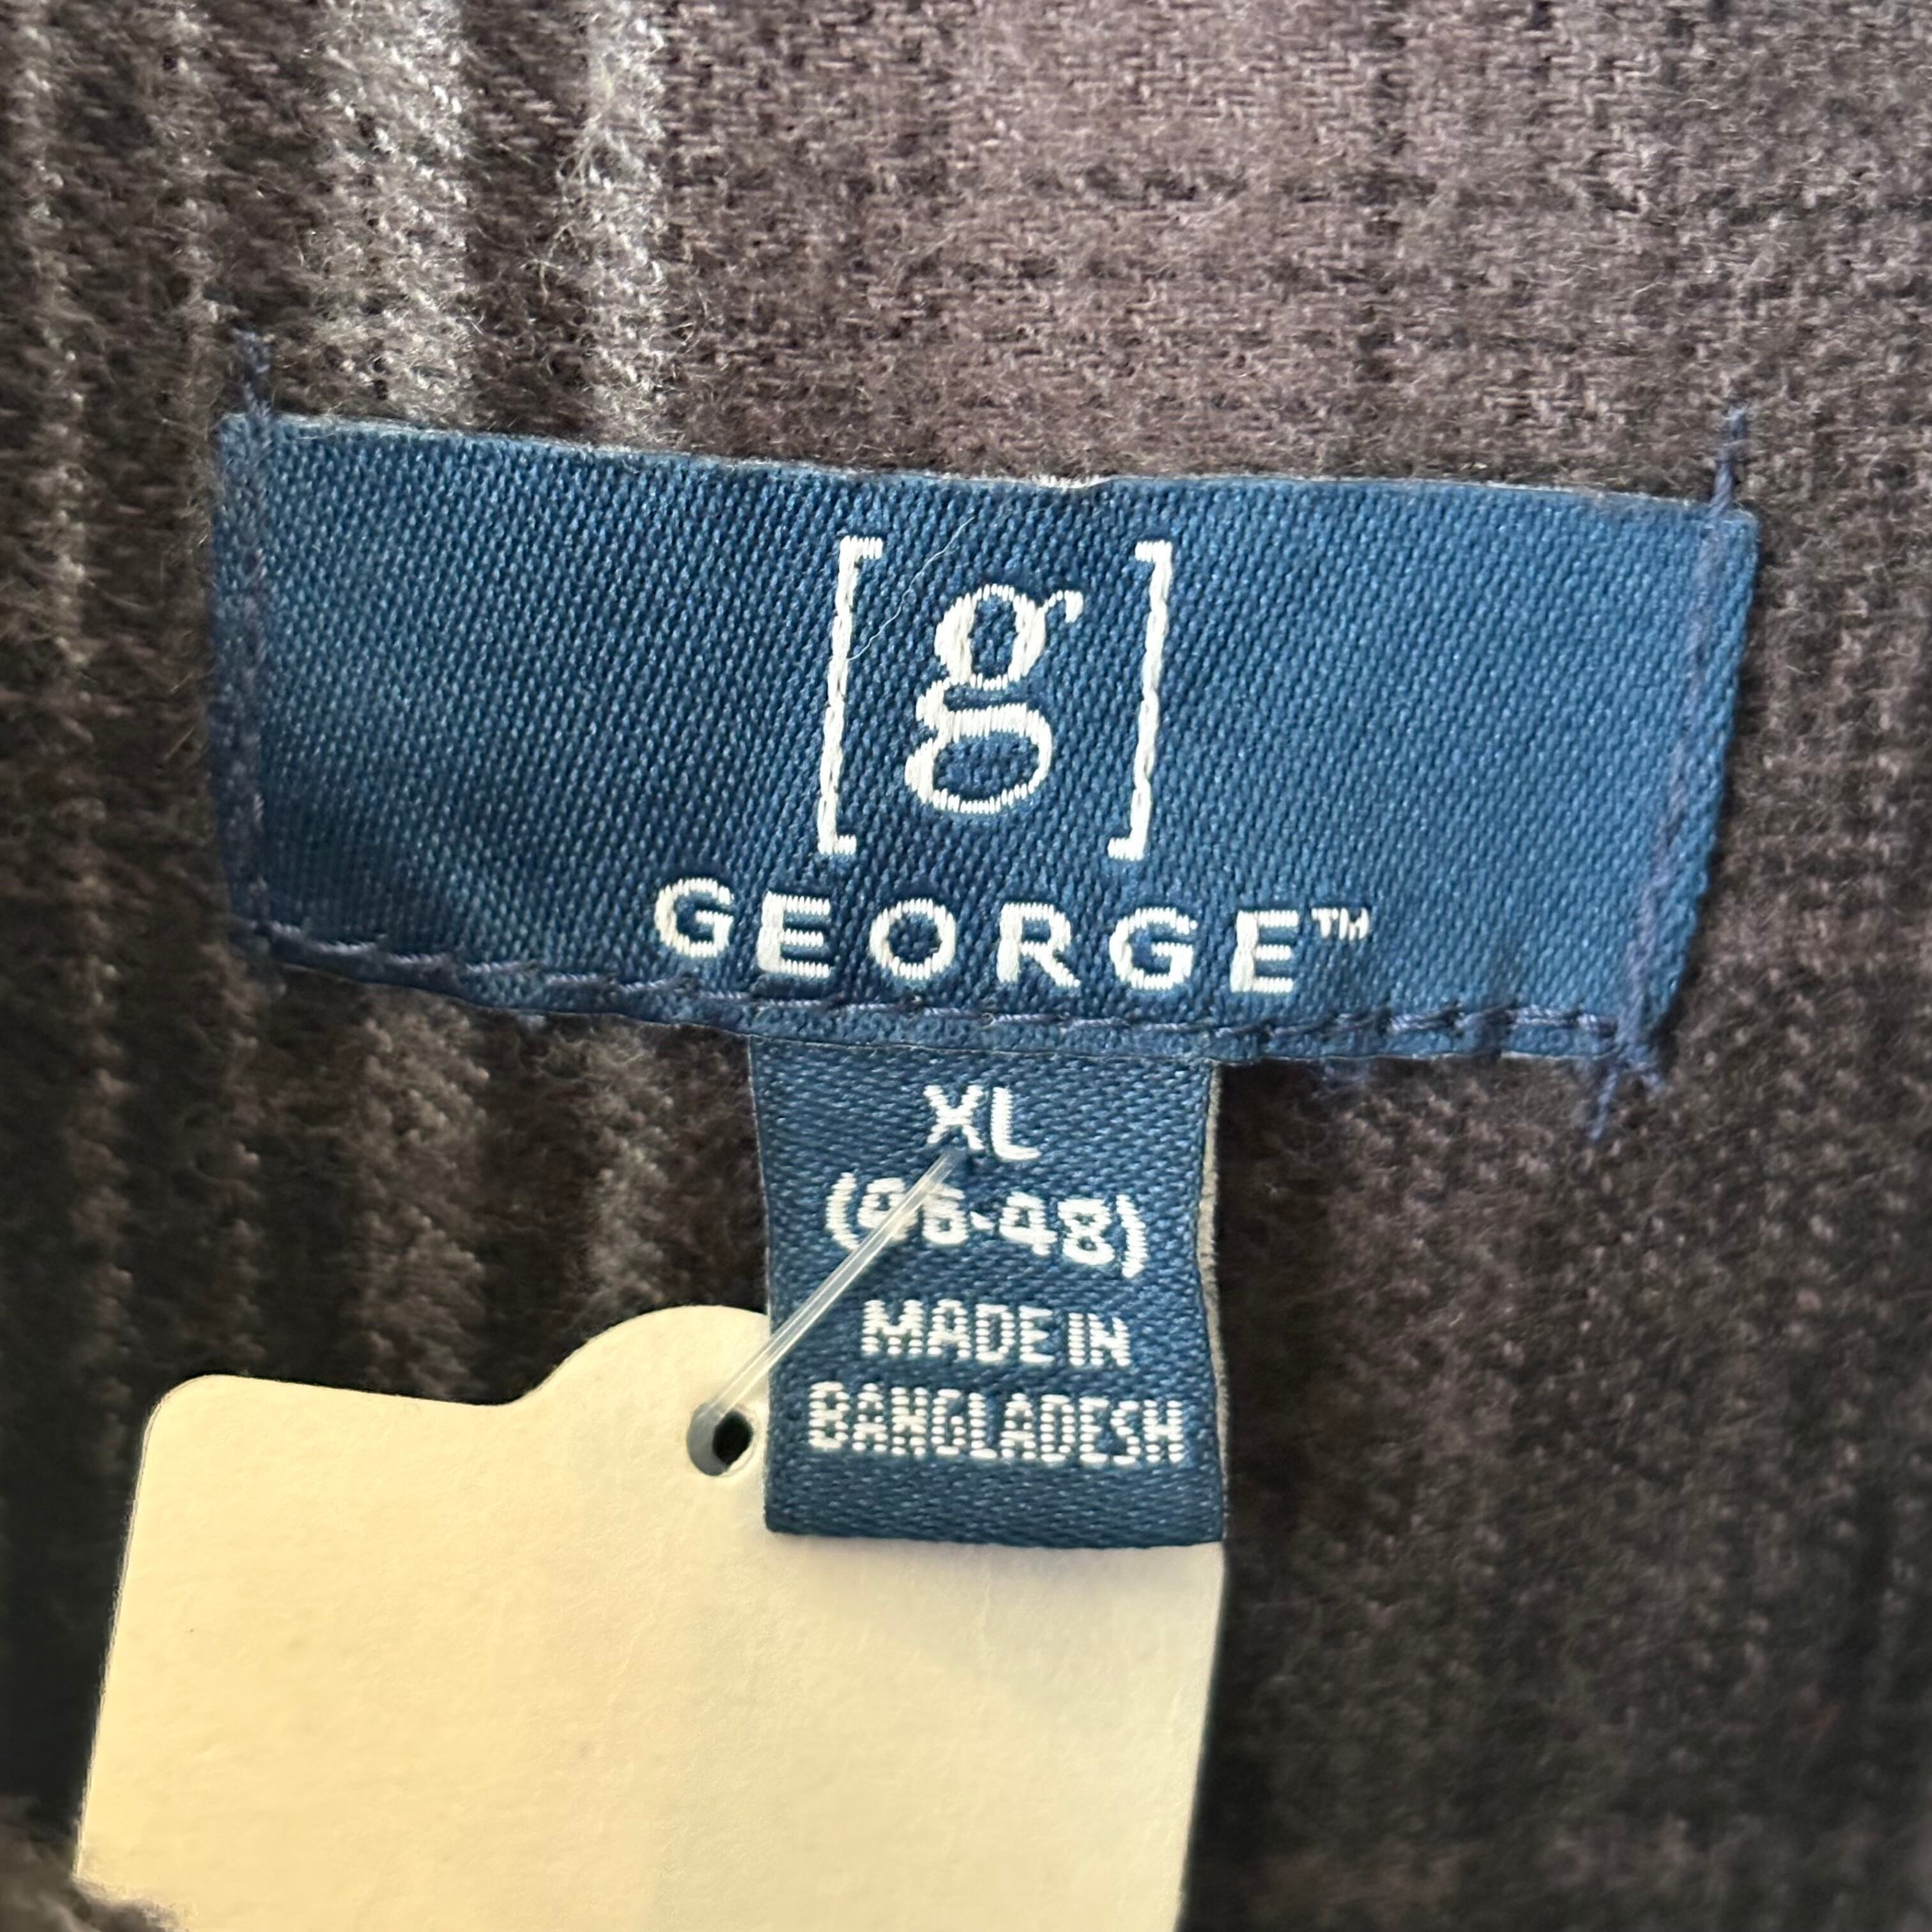 [g]
GEORGE™
XL
(46-48)
MADE IN
BANGLADESH